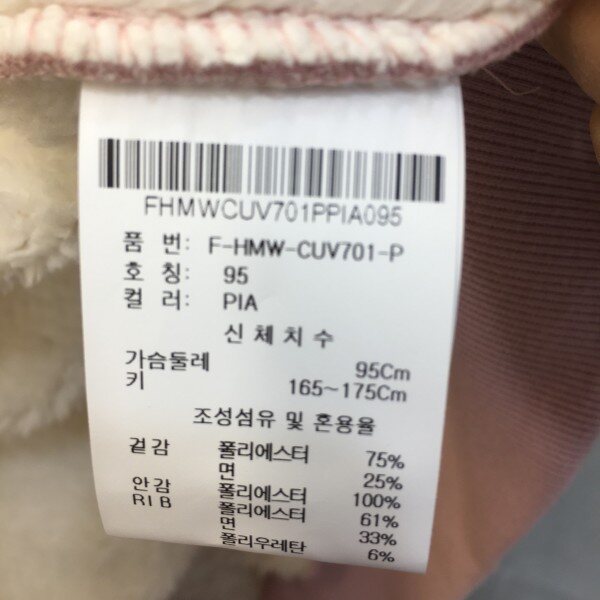 FHMWCUV701PPIA095
품 번: F-HMW-CUV701-P
호 칭: 95
컬 러: PIA
신체치수
가슴둘레 95Cm
키 165~175Cm
조성섬유 및 혼용율
겉감 폴리에스터 75%
면 25%
안감 폴리에스터 100%
RIB 폴리에스터 61%
면 33%
폴리우레탄 6%